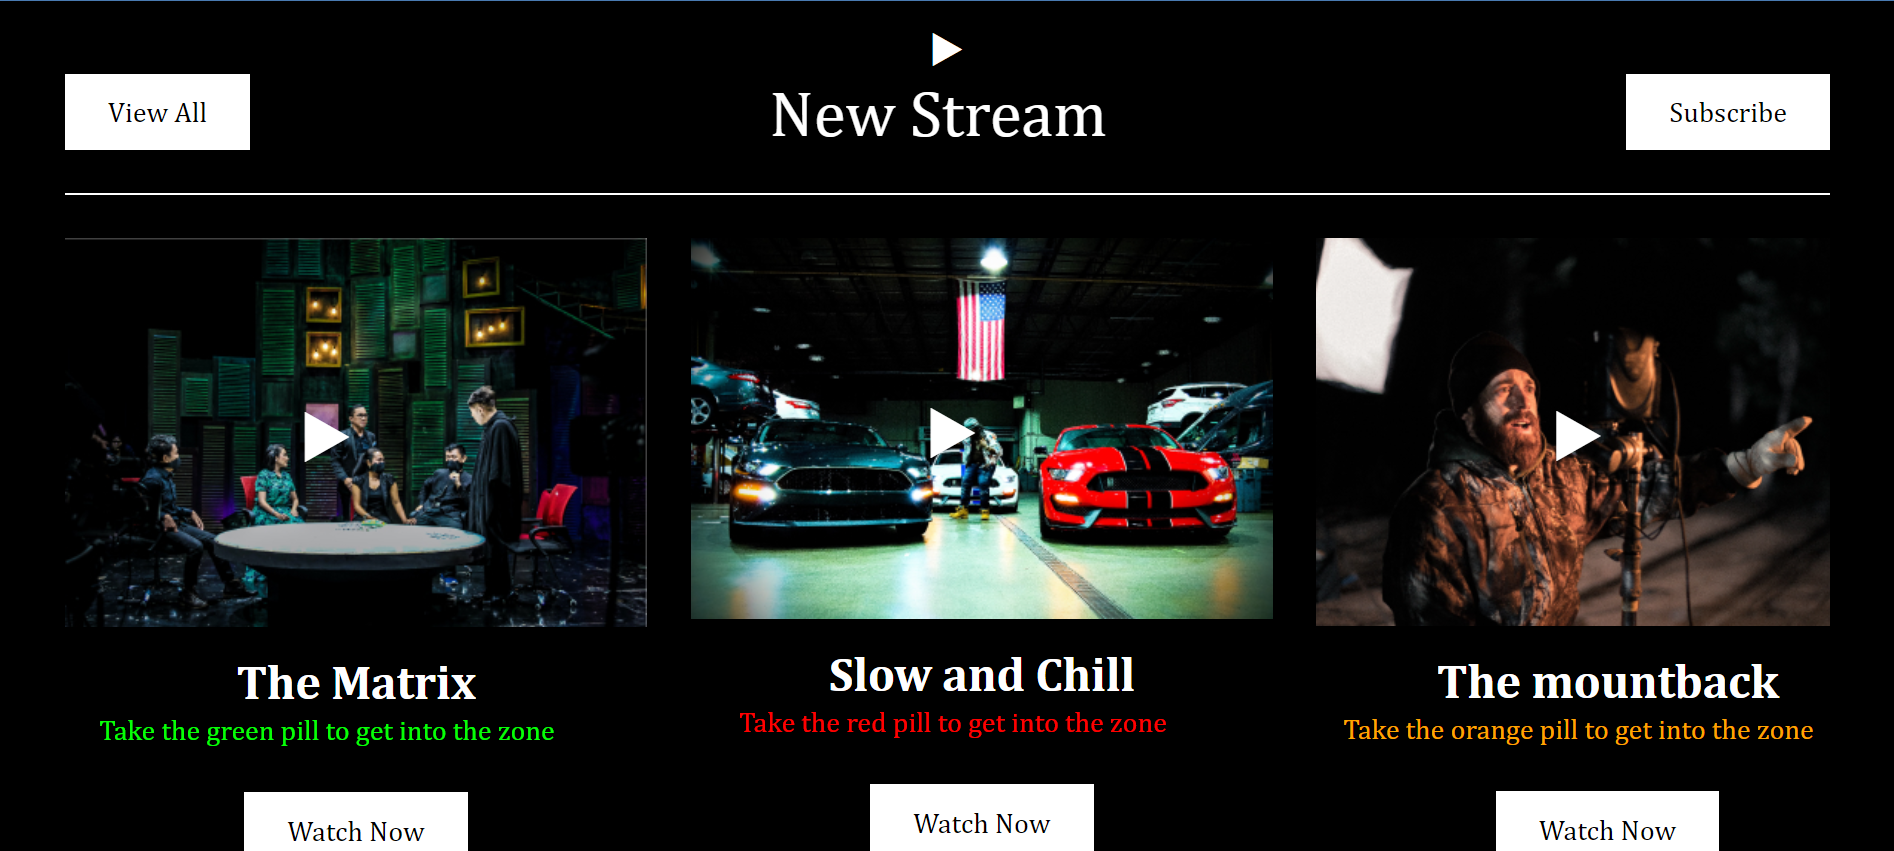 View All
New Stream
Subscribe
The Matrix
Take the green pill to get into the zone
Watch Now
Slow and Chill
Take the red pill to get into the zone
Watch Now
The mountback
Take the orange pill to get into the zone
Watch Now